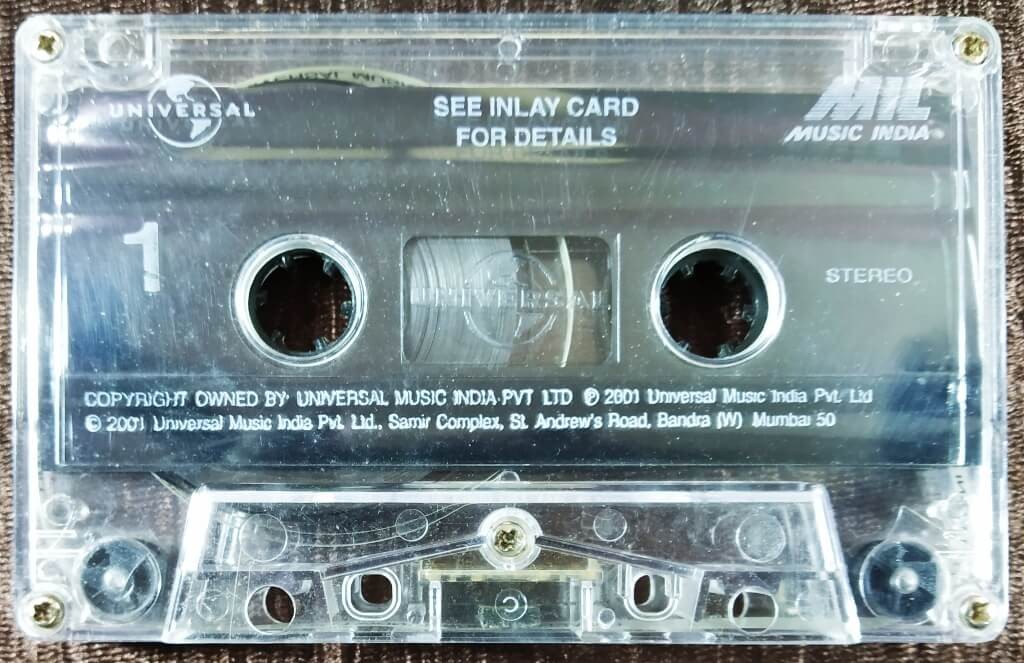 UNIVERSAL
SEE INLAY CARD
FOR DETAILS
MIL
MUSIC INDIA
1
UNIVERSAL
STEREO
COPYRIGHT OWNED BY UNIVERSAL MUSIC INDIA PVT LTD ℗ 2001 Universal Music India Pvt. Ltd
© 2001 Universal Music India Pvt. Ltd., Samir Complex, St. Andrew's Road, Bandra (W) Mumbai 50